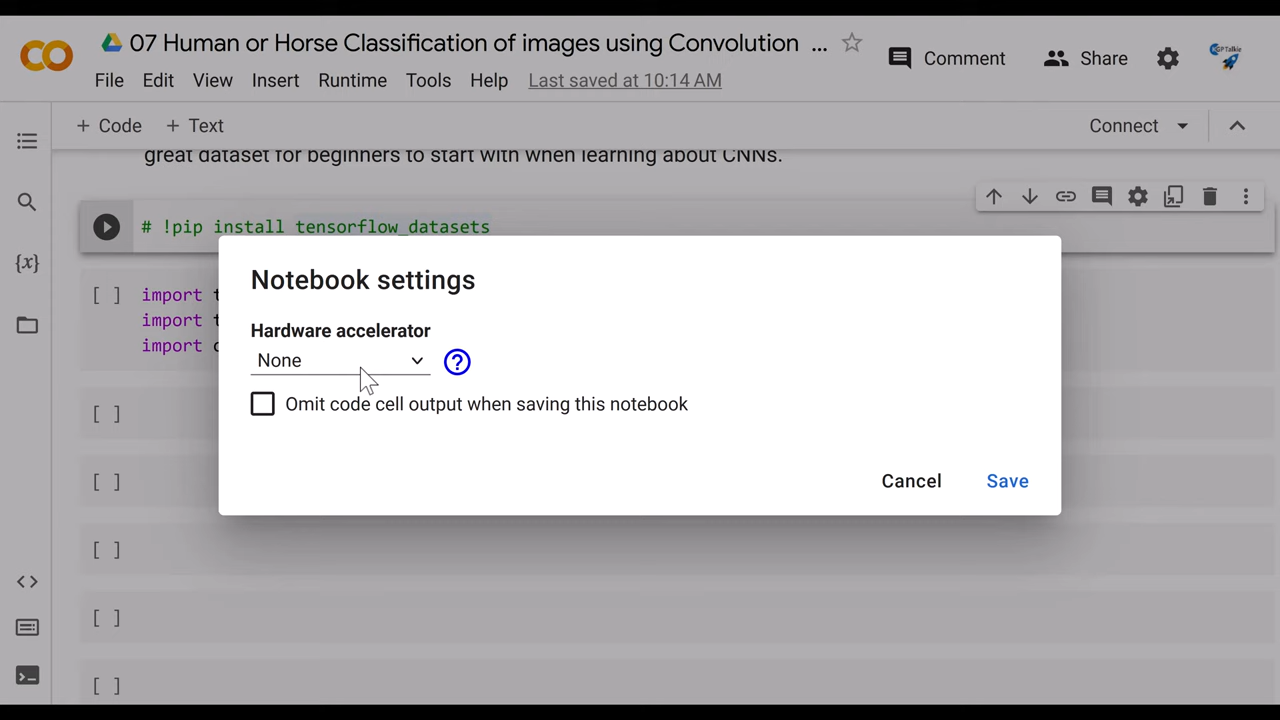 07 Human or Horse Classification of images using Convolution ...
Comment
Share
KGP Talkie
File Edit View Insert Runtime Tools Help Last saved at 10:14 AM
+ Code + Text
Connect
great dataset for beginners to start with when learning about CNNs.
# !pip install tensorflow_datasets
Notebook settings
[ ] import t
import t
import c
Hardware accelerator
None
?
Omit code cell output when saving this notebook
[ ]
Cancel Save
[ ]
[ ]
[ ]
[ ]
{x}